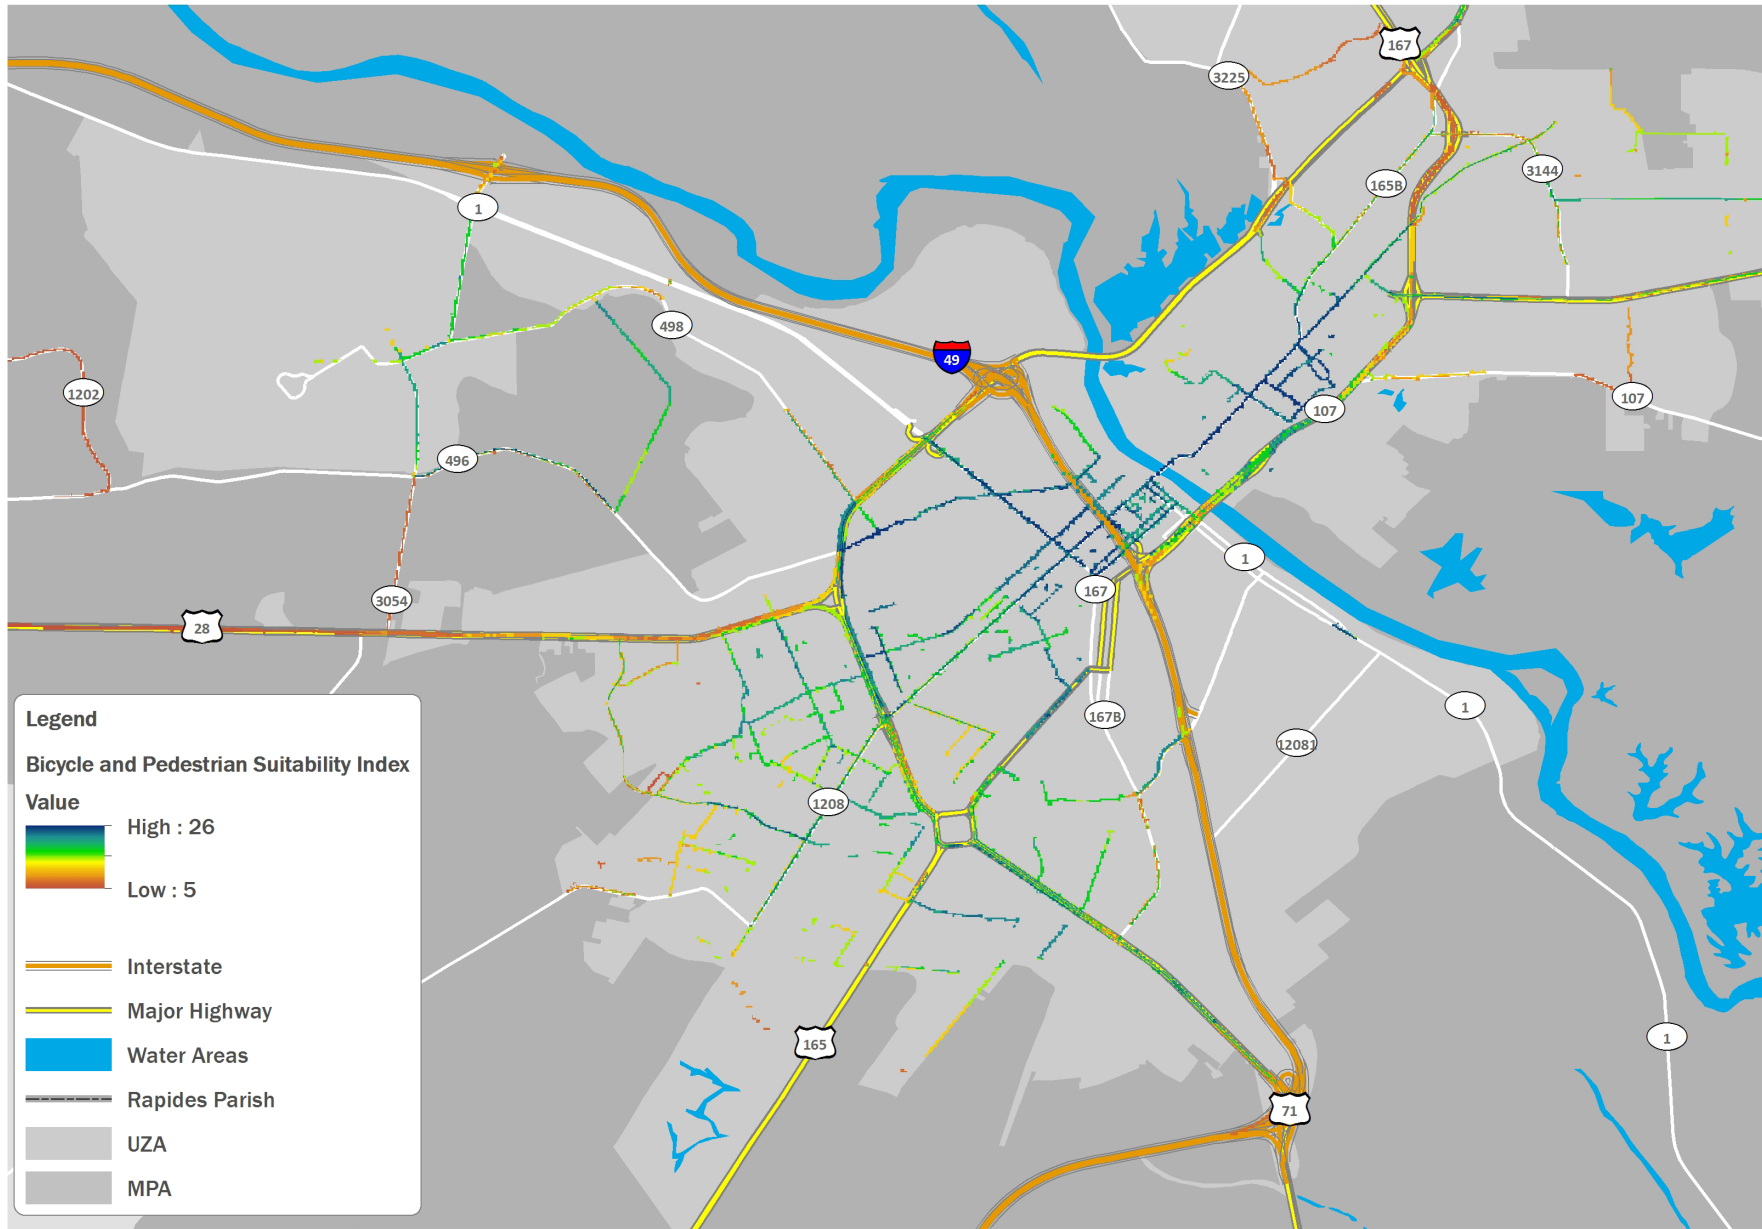 167
3225
3144
165B
1
498
49
1202
107
107
496
1
3054
167
28
1
167B
12081
1208
165
1
71
Legend
Bicycle and Pedestrian Suitability Index
Value
High : 26
Low : 5
Interstate
Major Highway
Water Areas
Rapides Parish
UZA
MPA